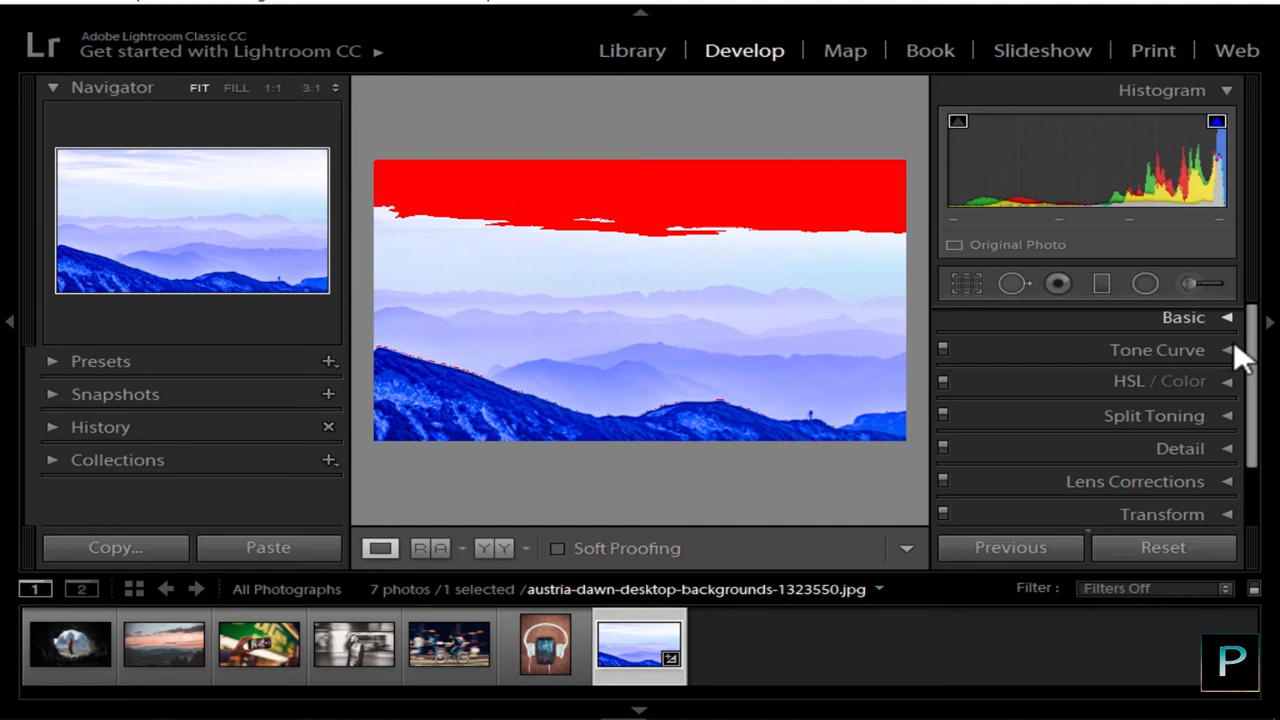 Lr
Adobe Lightroom Classic CC
Get started with Lightroom CC
Library | Develop | Map | Book | Slideshow | Print | Web
Navigator FIT FILL 1:1 3:1
Histogram
Original Photo
Basic
Tone Curve
HSL / Color
Split Toning
Detail
Lens Corrections
Transform
Presets
Snapshots
History
Collections
Copy... Paste
R A Y Y Soft Proofing
Previous Reset
1 2 All Photographs 7 photos /1 selected /austria-dawn-desktop-backgrounds-1323550.jpg Filter : Filters Off
P